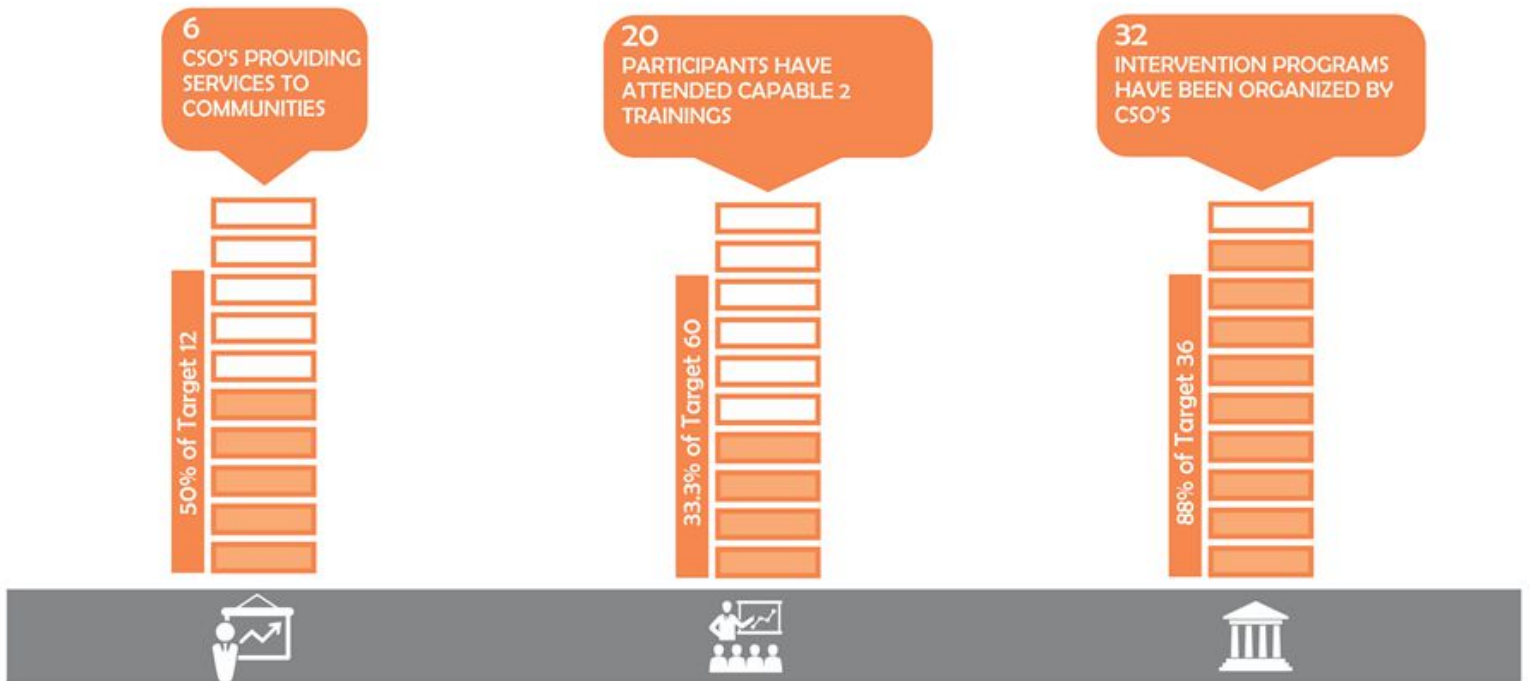 6
CSO'S PROVIDING
SERVICES TO
COMMUNITIES
50% of Target 12
20
PARTICIPANTS HAVE
ATTENDED CAPABLE 2
TRAININGS
33.3% of Target 60
32
INTERVENTION PROGRAMS
HAVE BEEN ORGANIZED BY
CSO'S
88% of Target 36